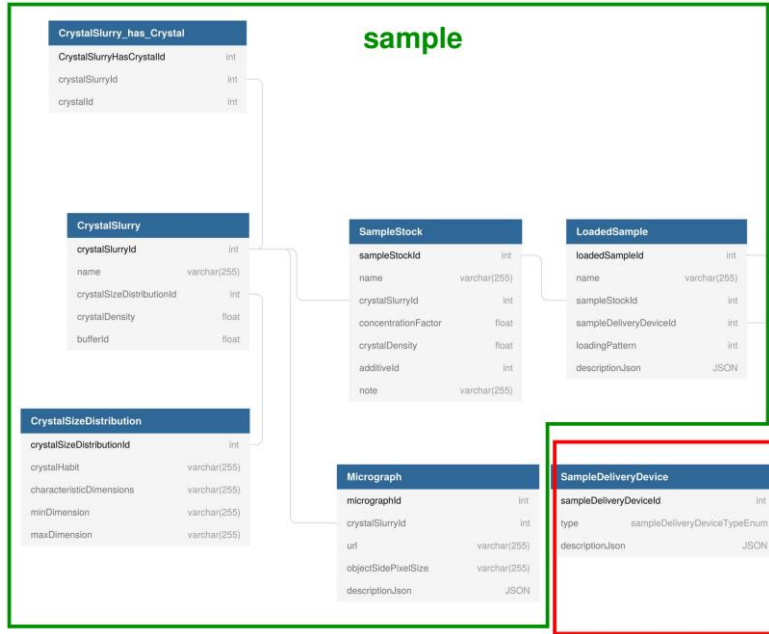 sample
CrystalSlurry_has_Crystal
CrystalSlurryHasCrystalId int
crystalSlurryId int
crystalId int
CrystalSlurry
crystalSlurryId int
name varchar(255)
crystalSizeDistributionId int
crystalDensity float
bufferId float
SampleStock
sampleStockId int
name varchar(255)
crystalSlurryId int
concentrationFactor float
crystalDensity float
additiveId int
note varchar(255)
LoadedSample
loadedSampleId int
name varchar(255)
sampleStockId int
sampleDeliveryDeviceId int
loadingPattern int
descriptionJson JSON
CrystalSizeDistribution
crystalSizeDistributionId int
crystalHabit varchar(255)
characteristicDimensions varchar(255)
minDimension varchar(255)
maxDimension varchar(255)
Micrograph
micrographId int
crystalSlurryId int
url varchar(255)
objectSidePixelSize varchar(255)
descriptionJson JSON
SampleDeliveryDevice
sampleDeliveryDeviceId int
type sampleDeliveryDeviceTypeEnum
descriptionJson JSON